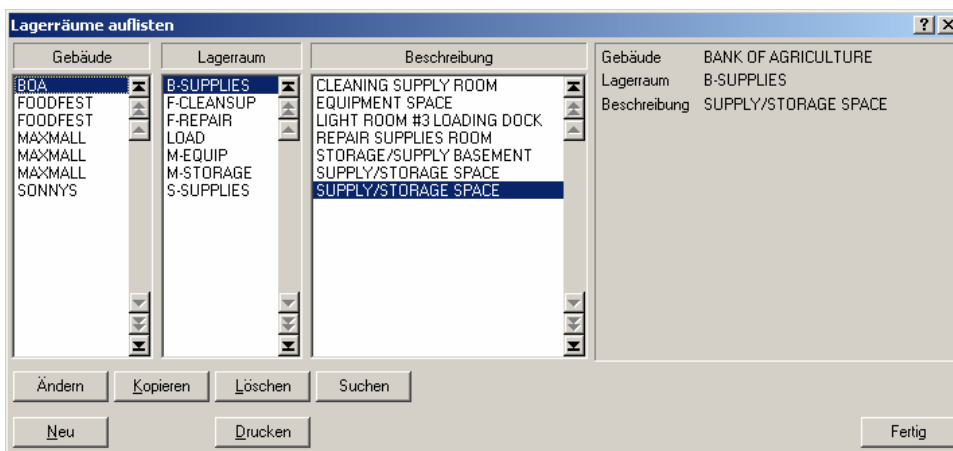 Lagerräume auflisten
Gebäude
BOA
FOODFEST
FOODFEST
MAXMALL
MAXMALL
MAXMALL
SONNYS
Lagerraum
B-SUPPLIES
F-CLEANSUP
F-REPAIR
LOAD
M-EQUIP
M-STORAGE
S-SUPPLIES
Beschreibung
CLEANING SUPPLY ROOM
EQUIPMENT SPACE
LIGHT ROOM #3 LOADING DOCK
REPAIR SUPPLIES ROOM
STORAGE/SUPPLY BASEMENT
SUPPLY/STORAGE SPACE
SUPPLY/STORAGE SPACE
Gebäude BANK OF AGRICULTURE
Lagerraum B-SUPPLIES
Beschreibung SUPPLY/STORAGE SPACE
Ändern Kopieren Löschen Suchen
Neu Drucken Fertig